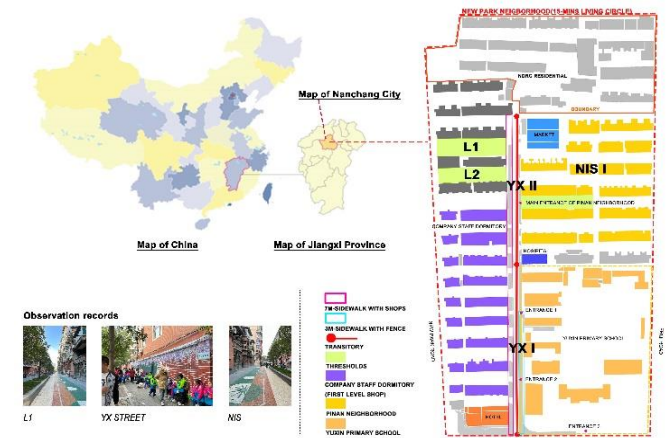 NEW PARK NEIGHBORHOOD(15-MINS LIVING CIRCLE)
NDRC RESIDENTIAL
BOUNDARY
Map of Nanchang City
MARKET
L1
L2
NIS I
YX II
MAIN ENTRANCE OF PINAN NEIGHBORHOOD
COMPANY STAFF DORMITORY
HOSPITAL
Map of China
Map of Jiangxi Province
ENTRANCE 1
YUXIN PRIMARY SCHOOL
YX I
ENTRANCE 2
Observation records
7M-SIDEWALK WITH SHOPS
3M-SIDEWALK WITH FENCE
TRANSITORY
THRESHOLDS
COMPANY STAFF DORMITORY
(FIRST LEVEL SHOP)
PINAN NEIGHBORHOOD
YUXIN PRIMARY SCHOOL
L1
YX STREET
NIS